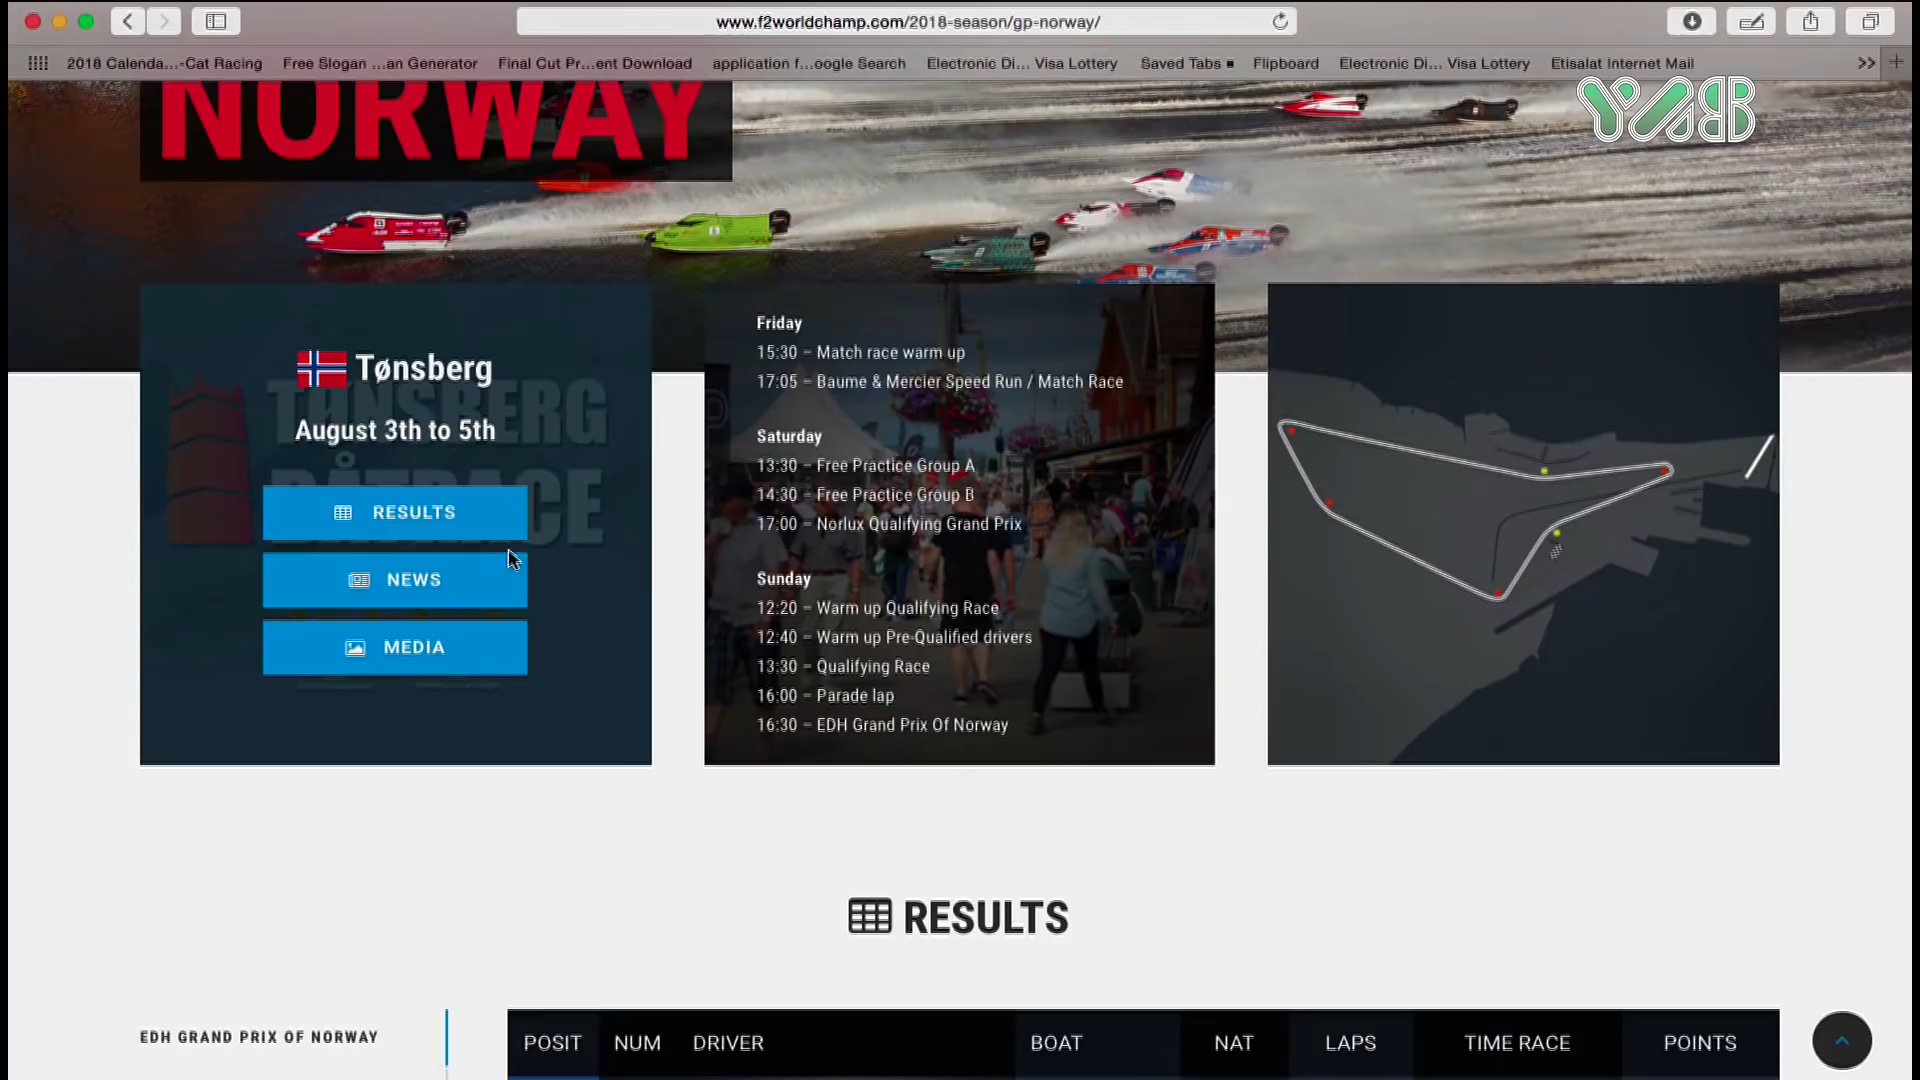 www.f2worldchamp.com/2018-season/gp-norway/
2018 Calenda...-Cat Racing
Free Slogan ...an Generator
Final Cut Pr...ent Download
application f...oogle Search
Electronic Di... Visa Lottery
Saved Tabs
Flipboard
Electronic Di... Visa Lottery
Etisalat Internet Mail
>>
NORWAY
YAB
Tønsberg
August 3th to 5th
TØNSBERG
BÅTRACE
RESULTS
NEWS
MEDIA
Friday
15:30 – Match race warm up
17:05 – Baume & Mercier Speed Run / Match Race
Saturday
13:30 – Free Practice Group A
14:30 – Free Practice Group B
17:00 – Norlux Qualifying Grand Prix
Sunday
12:20 – Warm up Qualifying Race
12:40 – Warm up Pre-Qualified drivers
13:30 – Qualifying Race
16:00 – Parade lap
16:30 – EDH Grand Prix Of Norway
RESULTS
EDH GRAND PRIX OF NORWAY
POSIT NUM DRIVER BOAT NAT LAPS TIME RACE POINTS